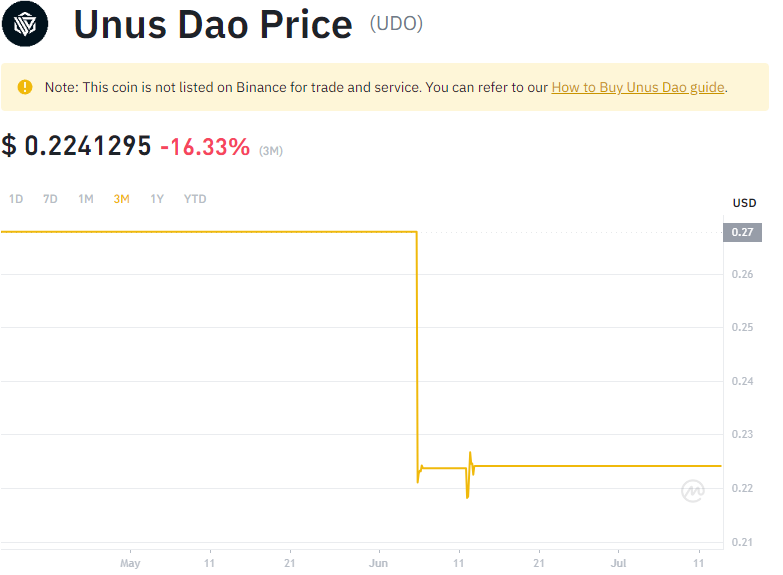 Unus Dao Price (UDO)
Note: This coin is not listed on Binance for trade and service. You can refer to our How to Buy Unus Dao guide.
$ 0.2241295 -16.33% (3M)
1D 7D 1M 3M 1Y YTD
USD
0.27
0.26
0.25
0.24
0.23
0.22
0.21
May 11 21 Jun 11 21 Jul 11